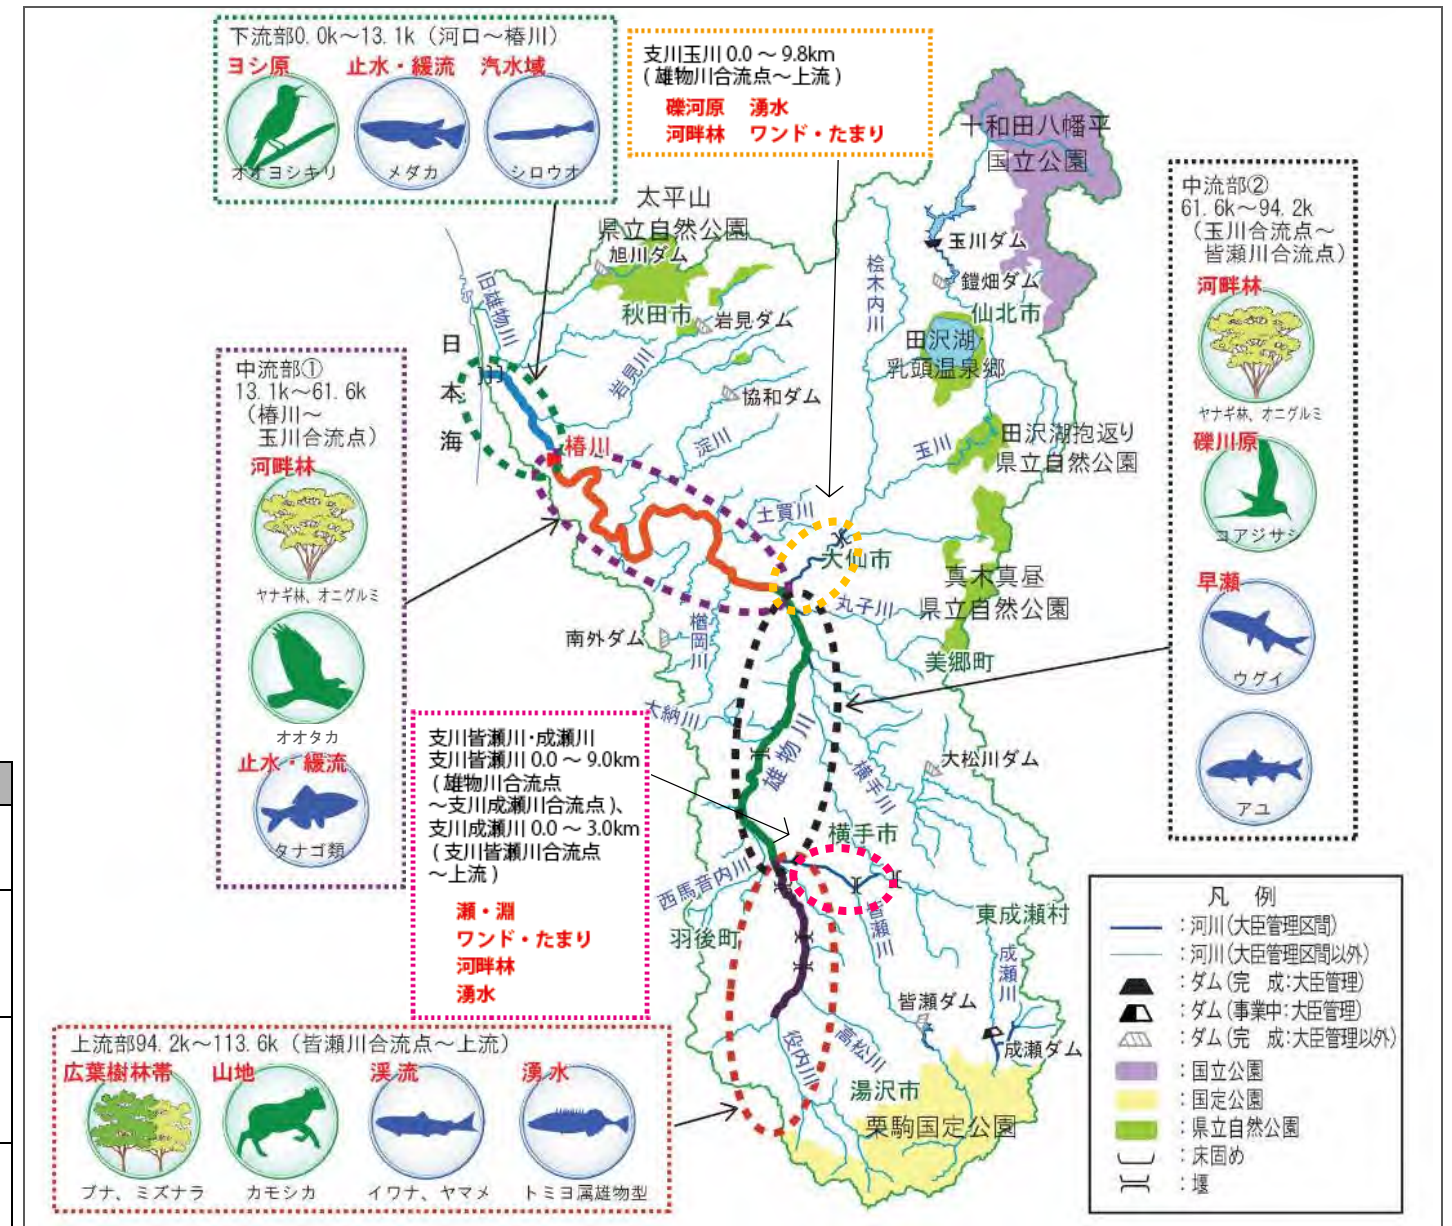 下流部0.0k～13.1k（河口～椿川）
ヨシ原
止水・緩流
汽水域
オオヨシキリ
メダカ
シロウオ
支川玉川 0.0 ～ 9.8km
( 雄物川合流点～上流 )
礫河原 湧水
河畔林 ワンド・たまり
中流部②
61.6k～94.2k
（玉川合流点～
皆瀬川合流点）
河畔林
ヤナギ林、オニグルミ
礫川原
コアジサシ
早瀬
ウグイ
アユ
中流部①
13.1k～61.6k
（椿川～
玉川合流点）
河畔林
ヤナギ林、オニグルミ
オオタカ
止水・緩流
タナゴ類
支川皆瀬川・成瀬川
支川皆瀬川 0.0 ～ 9.0km
( 雄物川合流点
～支川成瀬川合流点 )、
支川成瀬川 0.0 ～ 3.0km
( 支川皆瀬川合流点
～上流 )
瀬・淵
ワンド・たまり
河畔林
湧水
上流部94.2k～113.6k（皆瀬川合流点～上流）
広葉樹林帯
山地
渓流
湧水
ブナ、ミズナラ
カモシカ
イワナ、ヤマメ
トミヨ属雄物型
十和田八幡平
国立公園
太平山
県立自然公園
旭川ダム
玉川ダム
鎧畑ダム
桧木内川
仙北市
旧雄物川
秋田市
岩見ダム
田沢湖・
乳頭温泉郷
日本海
岩見川
協和ダム
椿川
淀川
玉川
田沢湖抱返り
県立自然公園
土買川
大仙市
真木真昼
県立自然公園
丸子川
南外ダム
楢岡川
美郷町
大納川
雄物川
横手川
大松川ダム
横手市
西馬音内川
羽後町
皆瀬川
東成瀬村
成瀬川
皆瀬ダム
成瀬ダム
役内川
高松川
湯沢市
栗駒国定公園
凡 例
：河川（大臣管理区間）
：河川（大臣管理区間以外）
：ダム（完 成：大臣管理）
：ダム（事業中：大臣管理）
：ダム（完 成：大臣管理以外）
：国立公園
：国定公園
：県立自然公園
：床固め
：堰